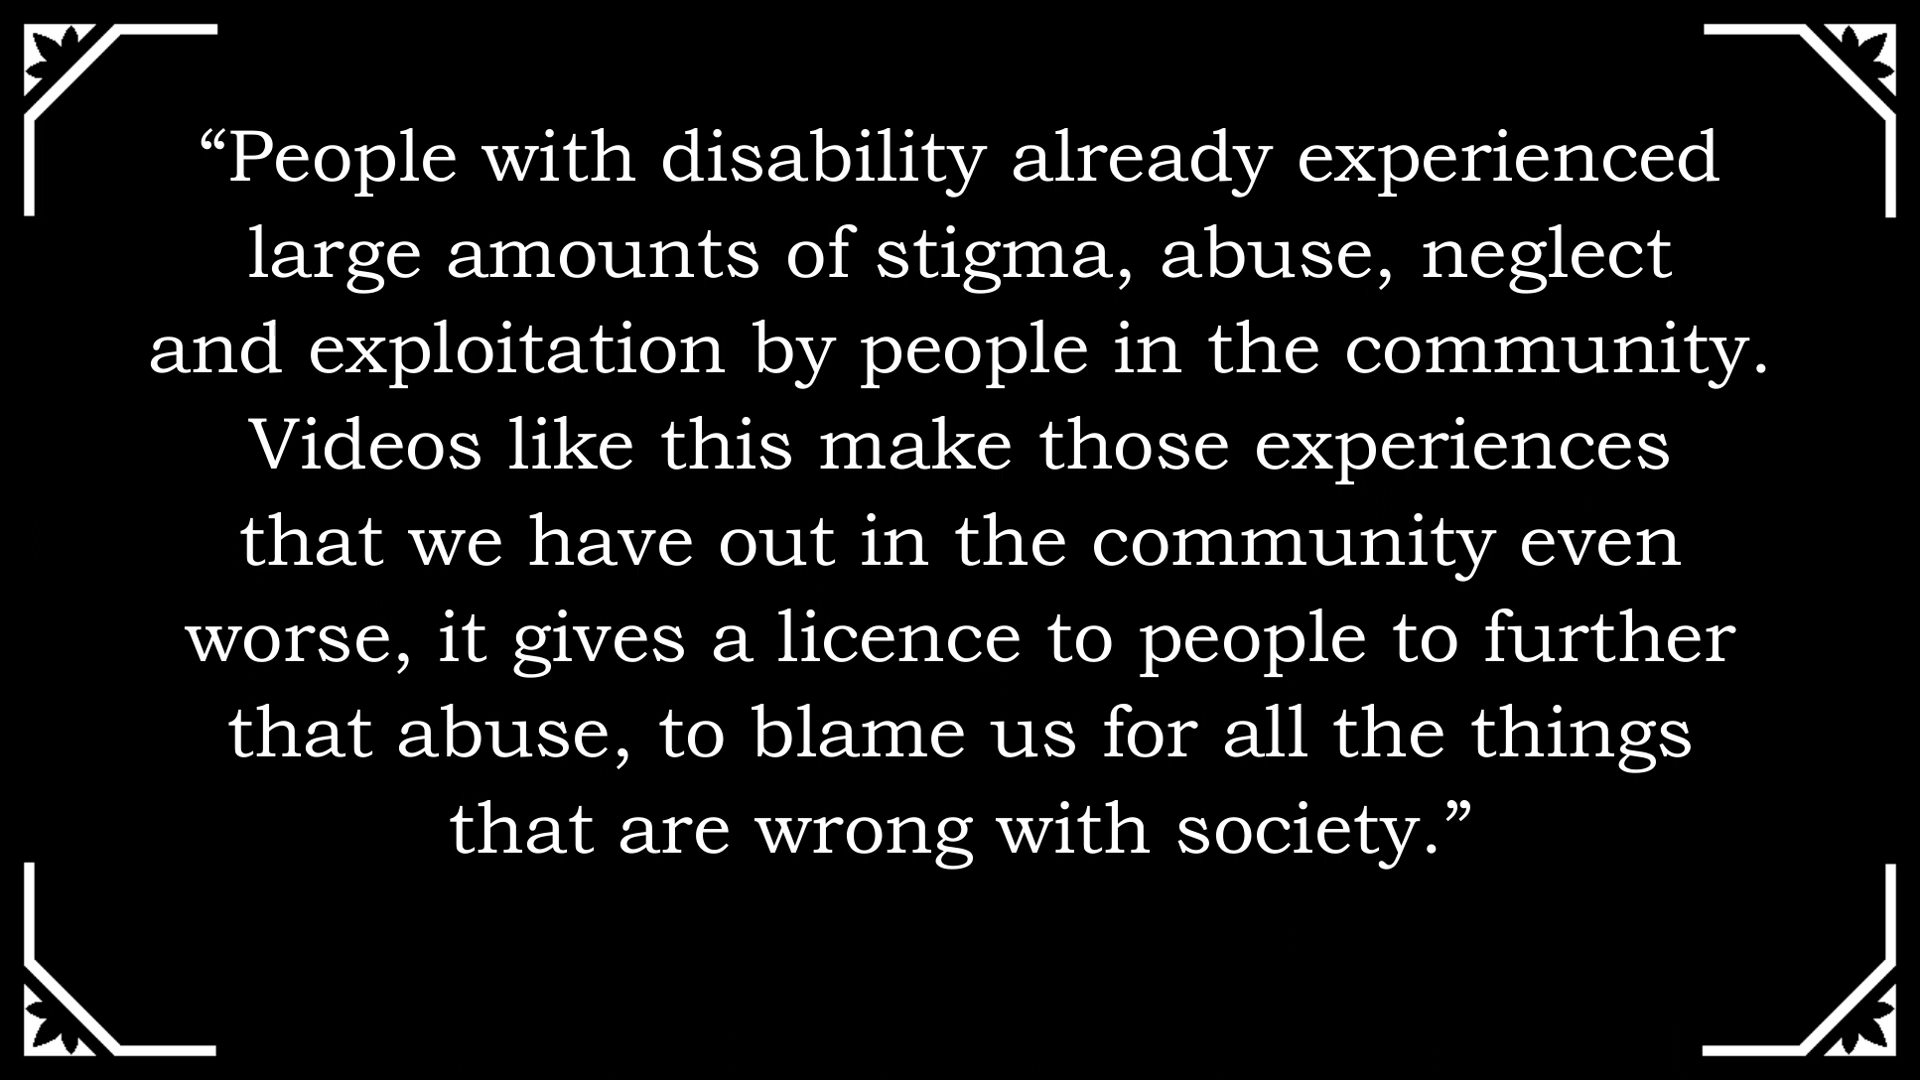 “People with disability already experienced
large amounts of stigma, abuse, neglect
and exploitation by people in the community.
Videos like this make those experiences
that we have out in the community even
worse, it gives a licence to people to further
that abuse, to blame us for all the things
that are wrong with society.”